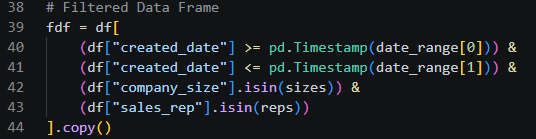 38 # Filtered Data Frame
39 fdf = df[
40     (df["created_date"] >= pd.Timestamp(date_range[0])) &
41     (df["created_date"] <= pd.Timestamp(date_range[1])) &
42     (df["company_size"].isin(sizes)) &
43     (df["sales_rep"].isin(reps))
44 ].copy()